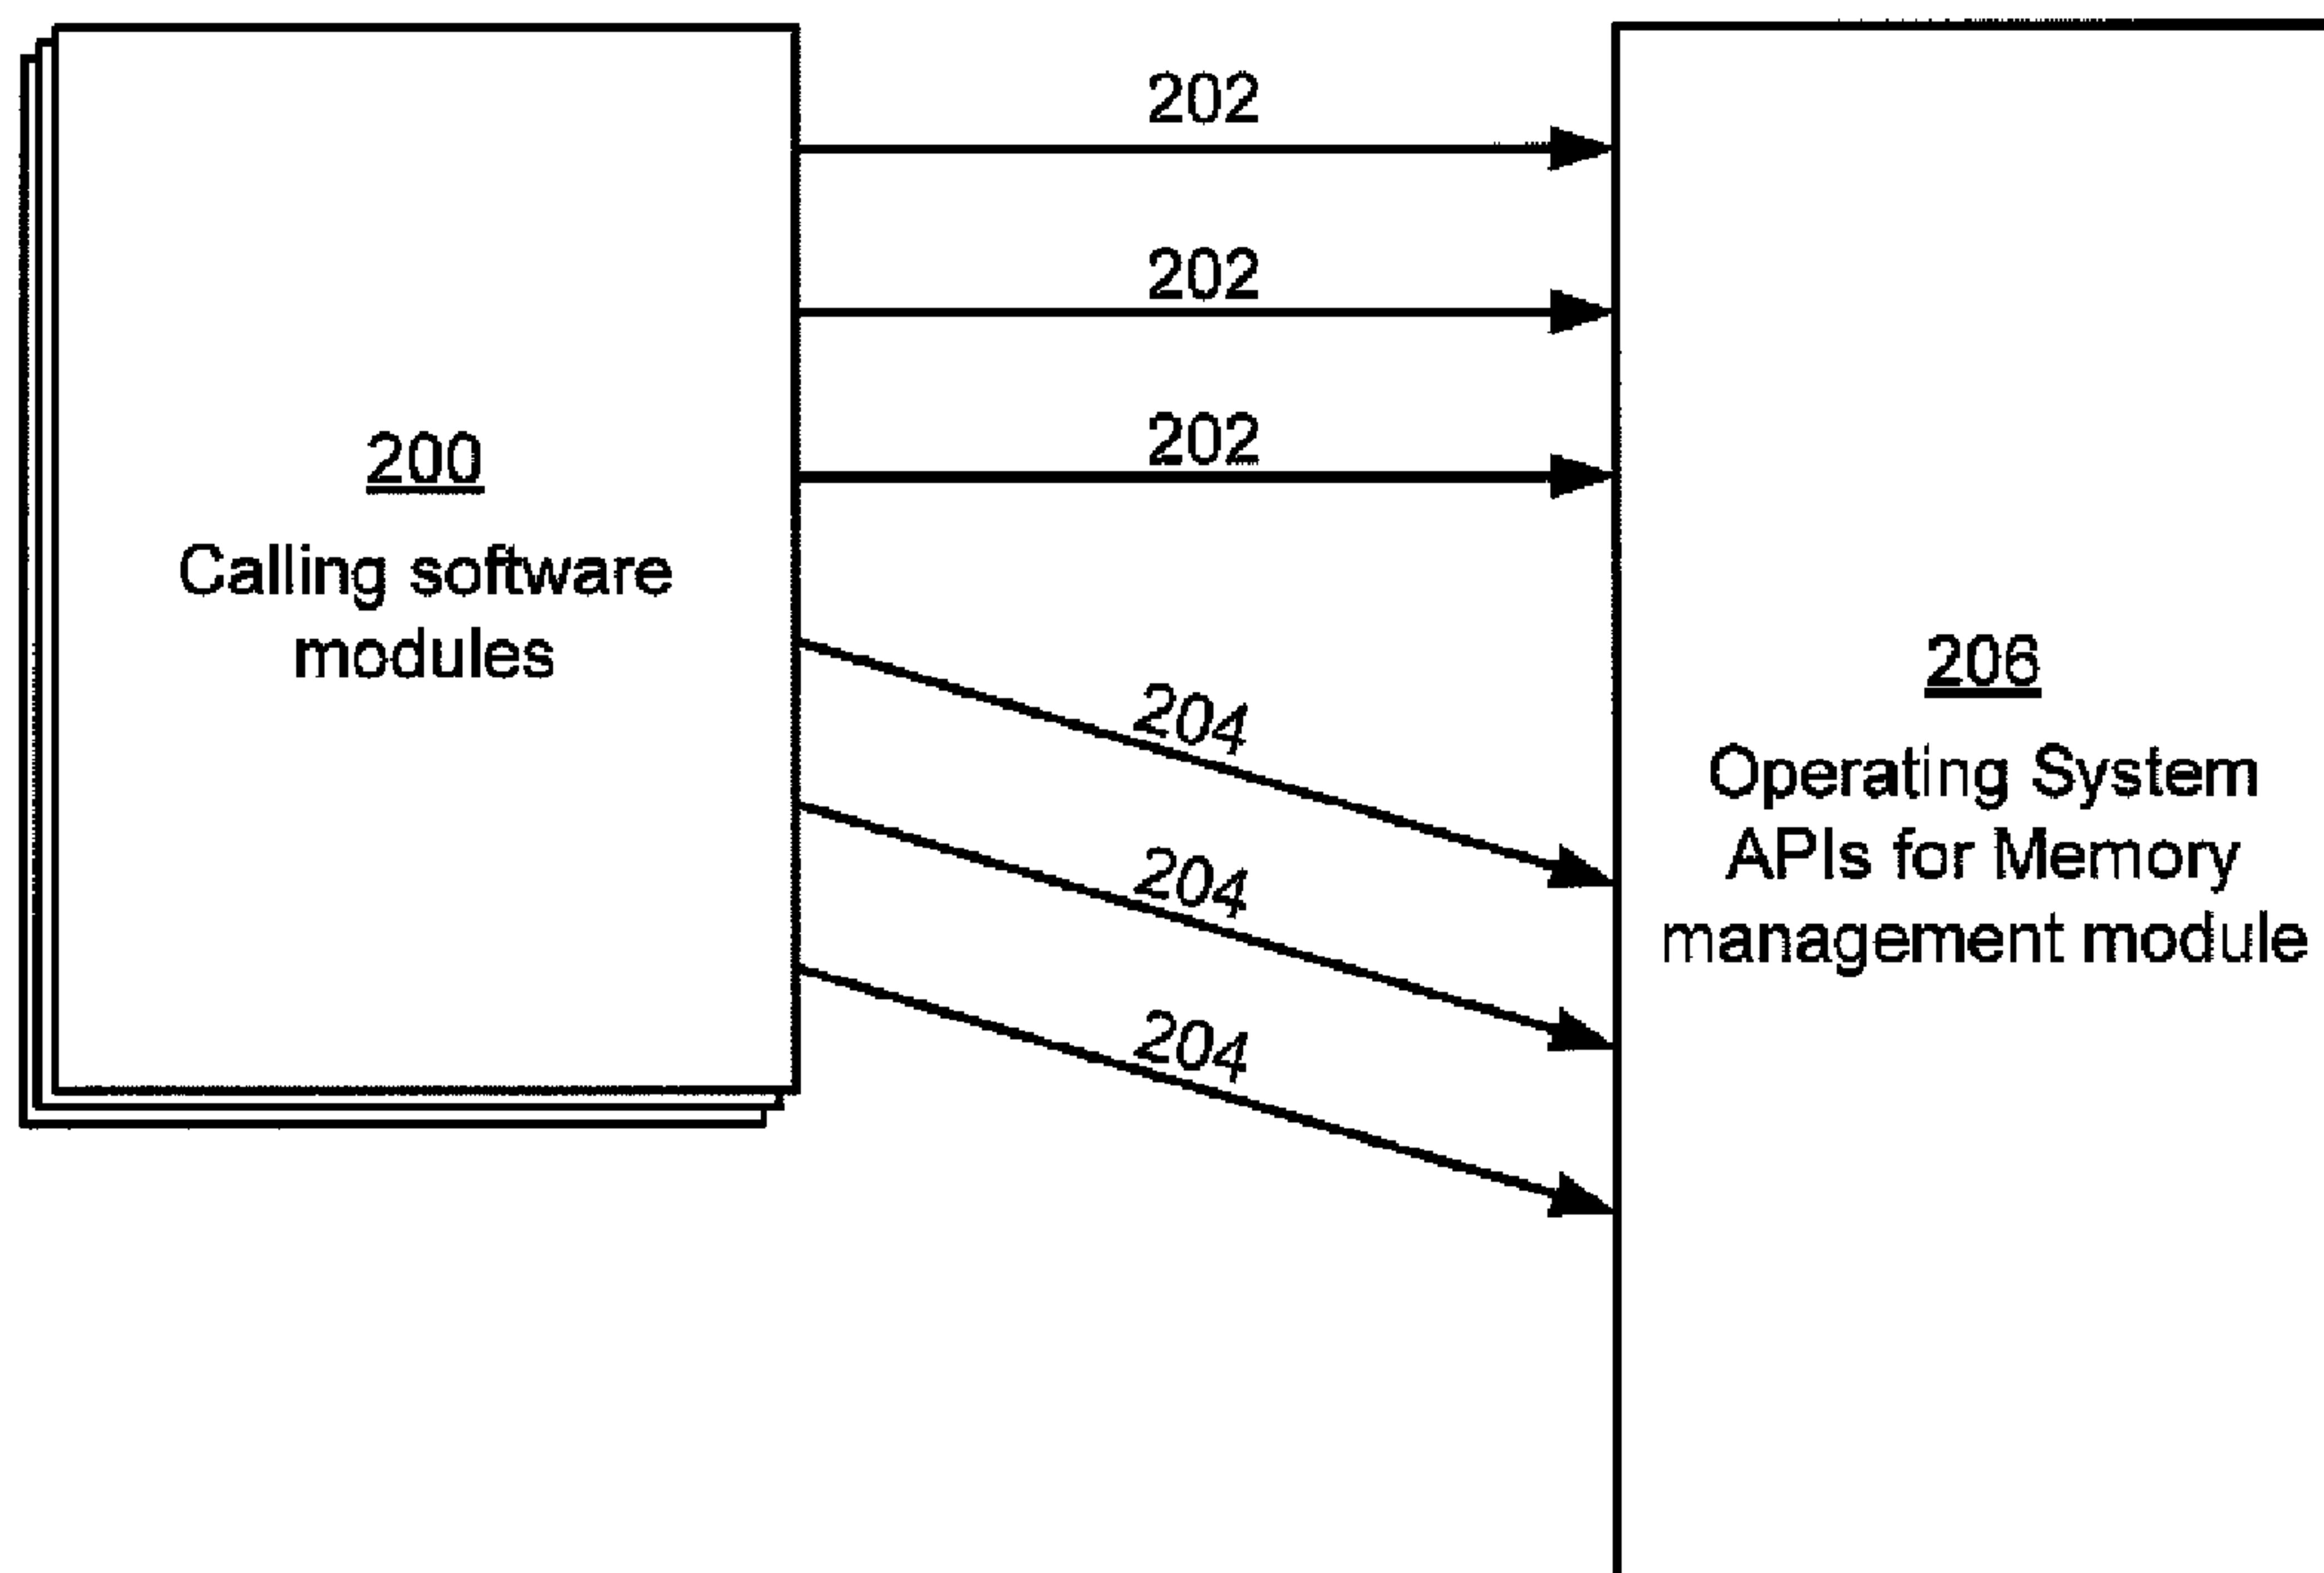 202
202
202
200
Calling software
modules
204
204
204
206
Operating System
APIs for Memory
management module